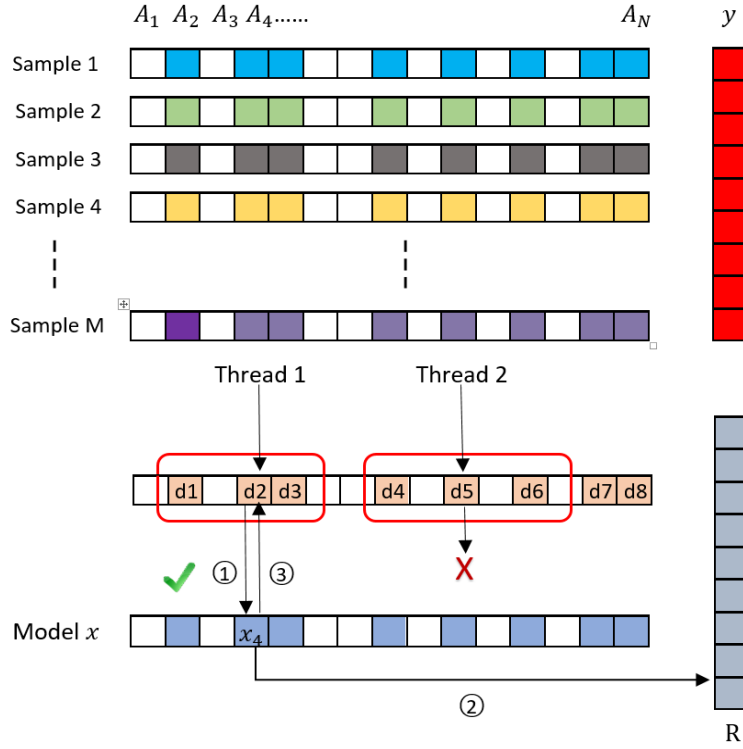 A₁ A₂ A₃ A₄...... A_N y
Sample 1
Sample 2
Sample 3
Sample 4
Sample M
Thread 1 Thread 2
d1 d2 d3 d4 d5 d6 d7 d8
① ③ X
Model x x₄
②
R